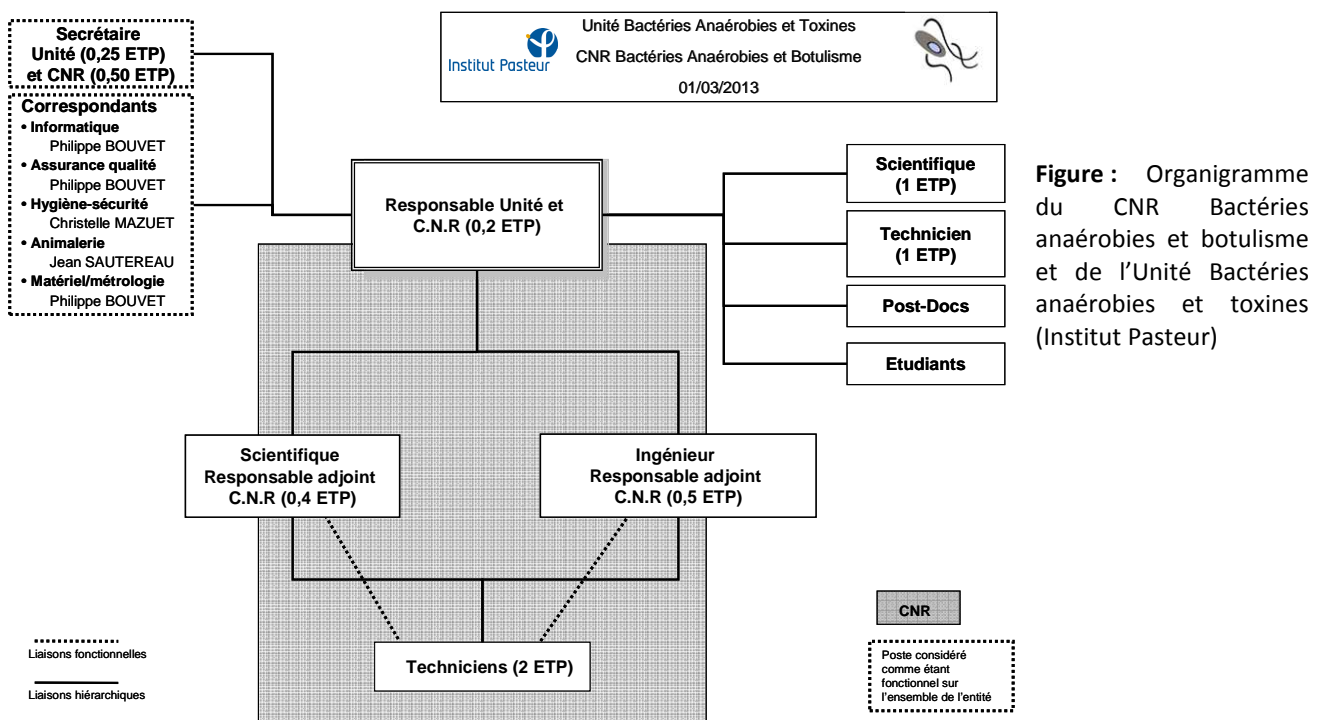 Secrétaire
Unité (0,25 ETP)
et CNR (0,50 ETP)
Correspondants
• Informatique
Philippe BOUVET
• Assurance qualité
Philippe BOUVET
• Hygiène-sécurité
Christelle MAZUET
• Animalerie
Jean SAUTEREAU
• Matériel/métrologie
Philippe BOUVET
Institut Pasteur
Unité Bactéries Anaérobies et Toxines
CNR Bactéries Anaérobies et Botulisme
01/03/2013
Responsable Unité et
C.N.R (0,2 ETP)
Scientifique
(1 ETP)
Technicien
(1 ETP)
Post-Docs
Etudiants
Figure : Organigramme
du CNR Bactéries
anaérobies et botulisme
et de l’Unité Bactéries
anaérobies et toxines
(Institut Pasteur)
Scientifique
Responsable adjoint
C.N.R (0,4 ETP)
Ingénieur
Responsable adjoint
C.N.R (0,5 ETP)
Techniciens (2 ETP)
Liaisons fonctionnelles
Liaisons hiérarchiques
CNR
Poste considéré
comme étant
fonctionnel sur
l’ensemble de l’entité